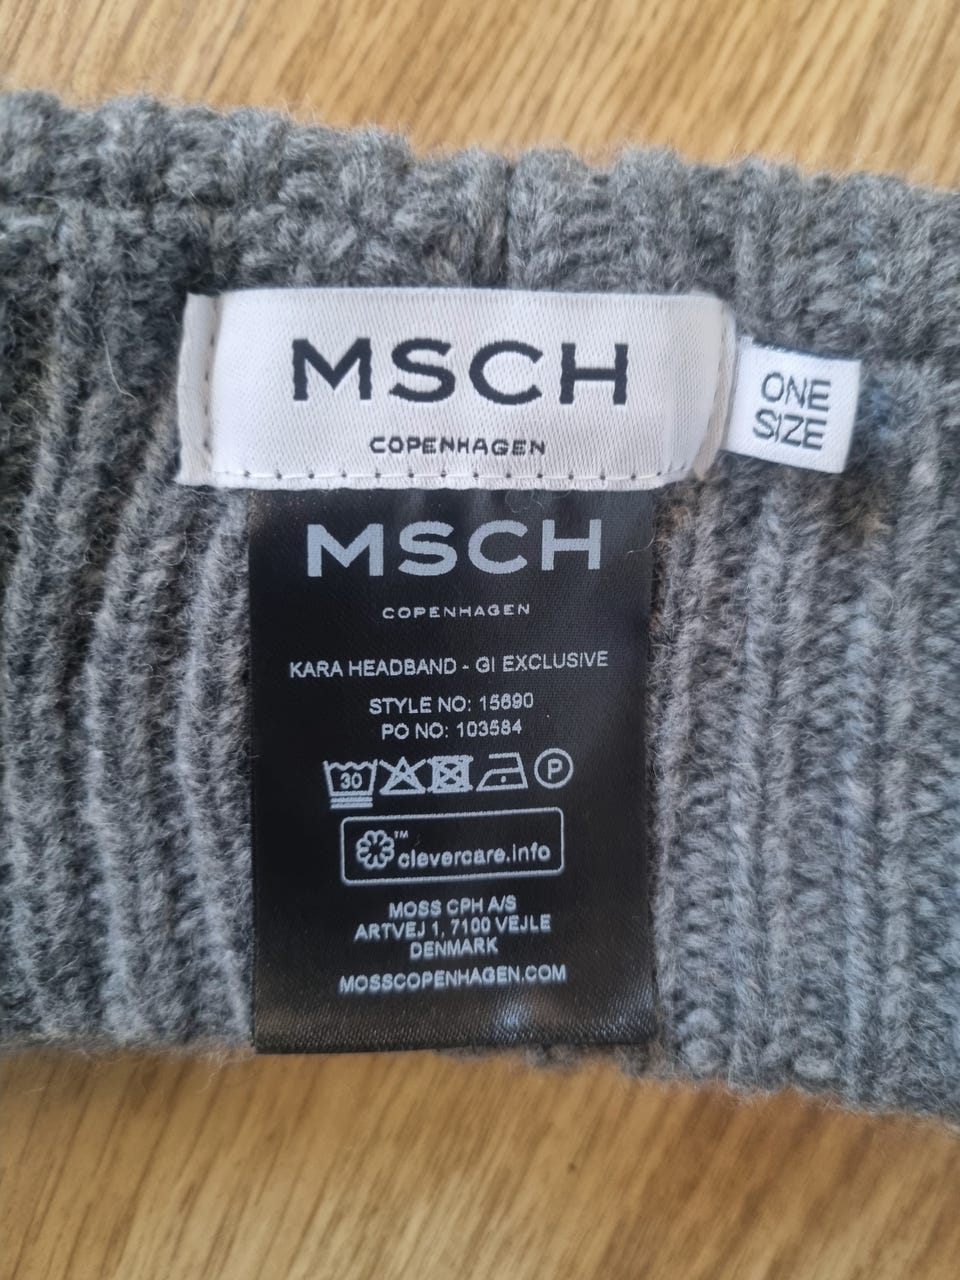 MSCH
COPENHAGEN
ONE
SIZE
MSCH
COPENHAGEN
KARA HEADBAND - GI EXCLUSIVE
STYLE NO: 15690
PO NO: 103584
30 P
™ clevercare.info
MOSS CPH A/S
ARTVEJ 1, 7100 VEJLE
DENMARK
MOSSCOPENHAGEN.COM